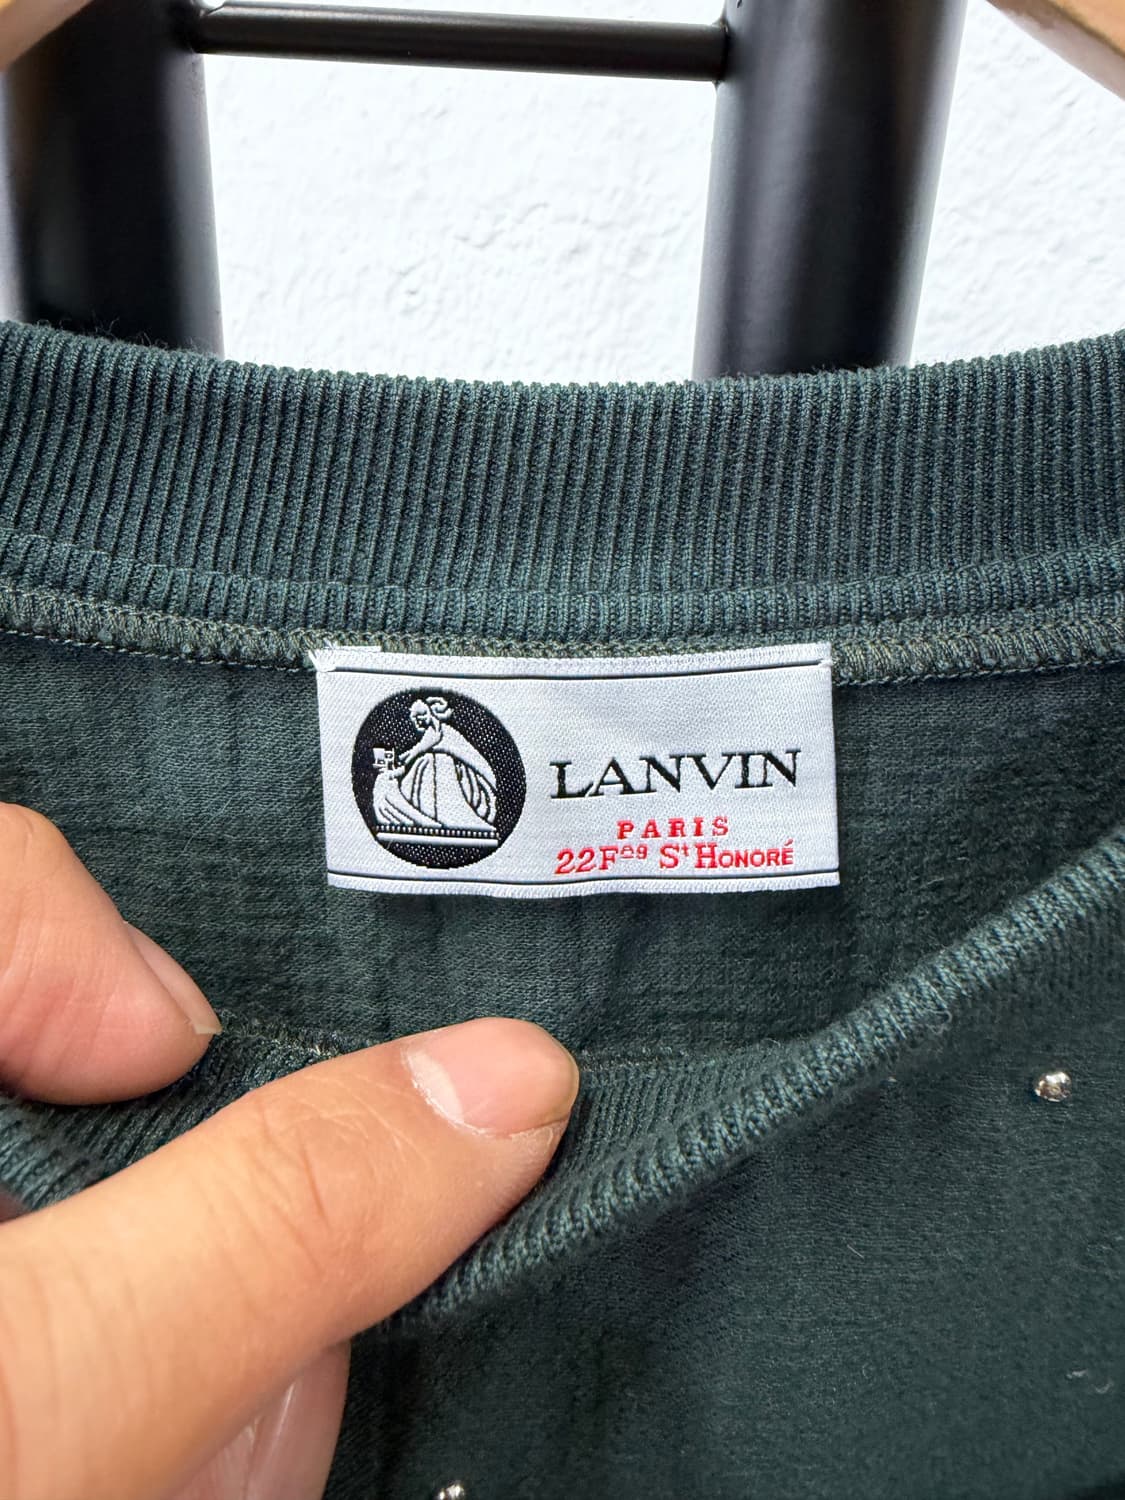 LANVIN
PARIS
22Fᵍ Sᵗ HONORÉ